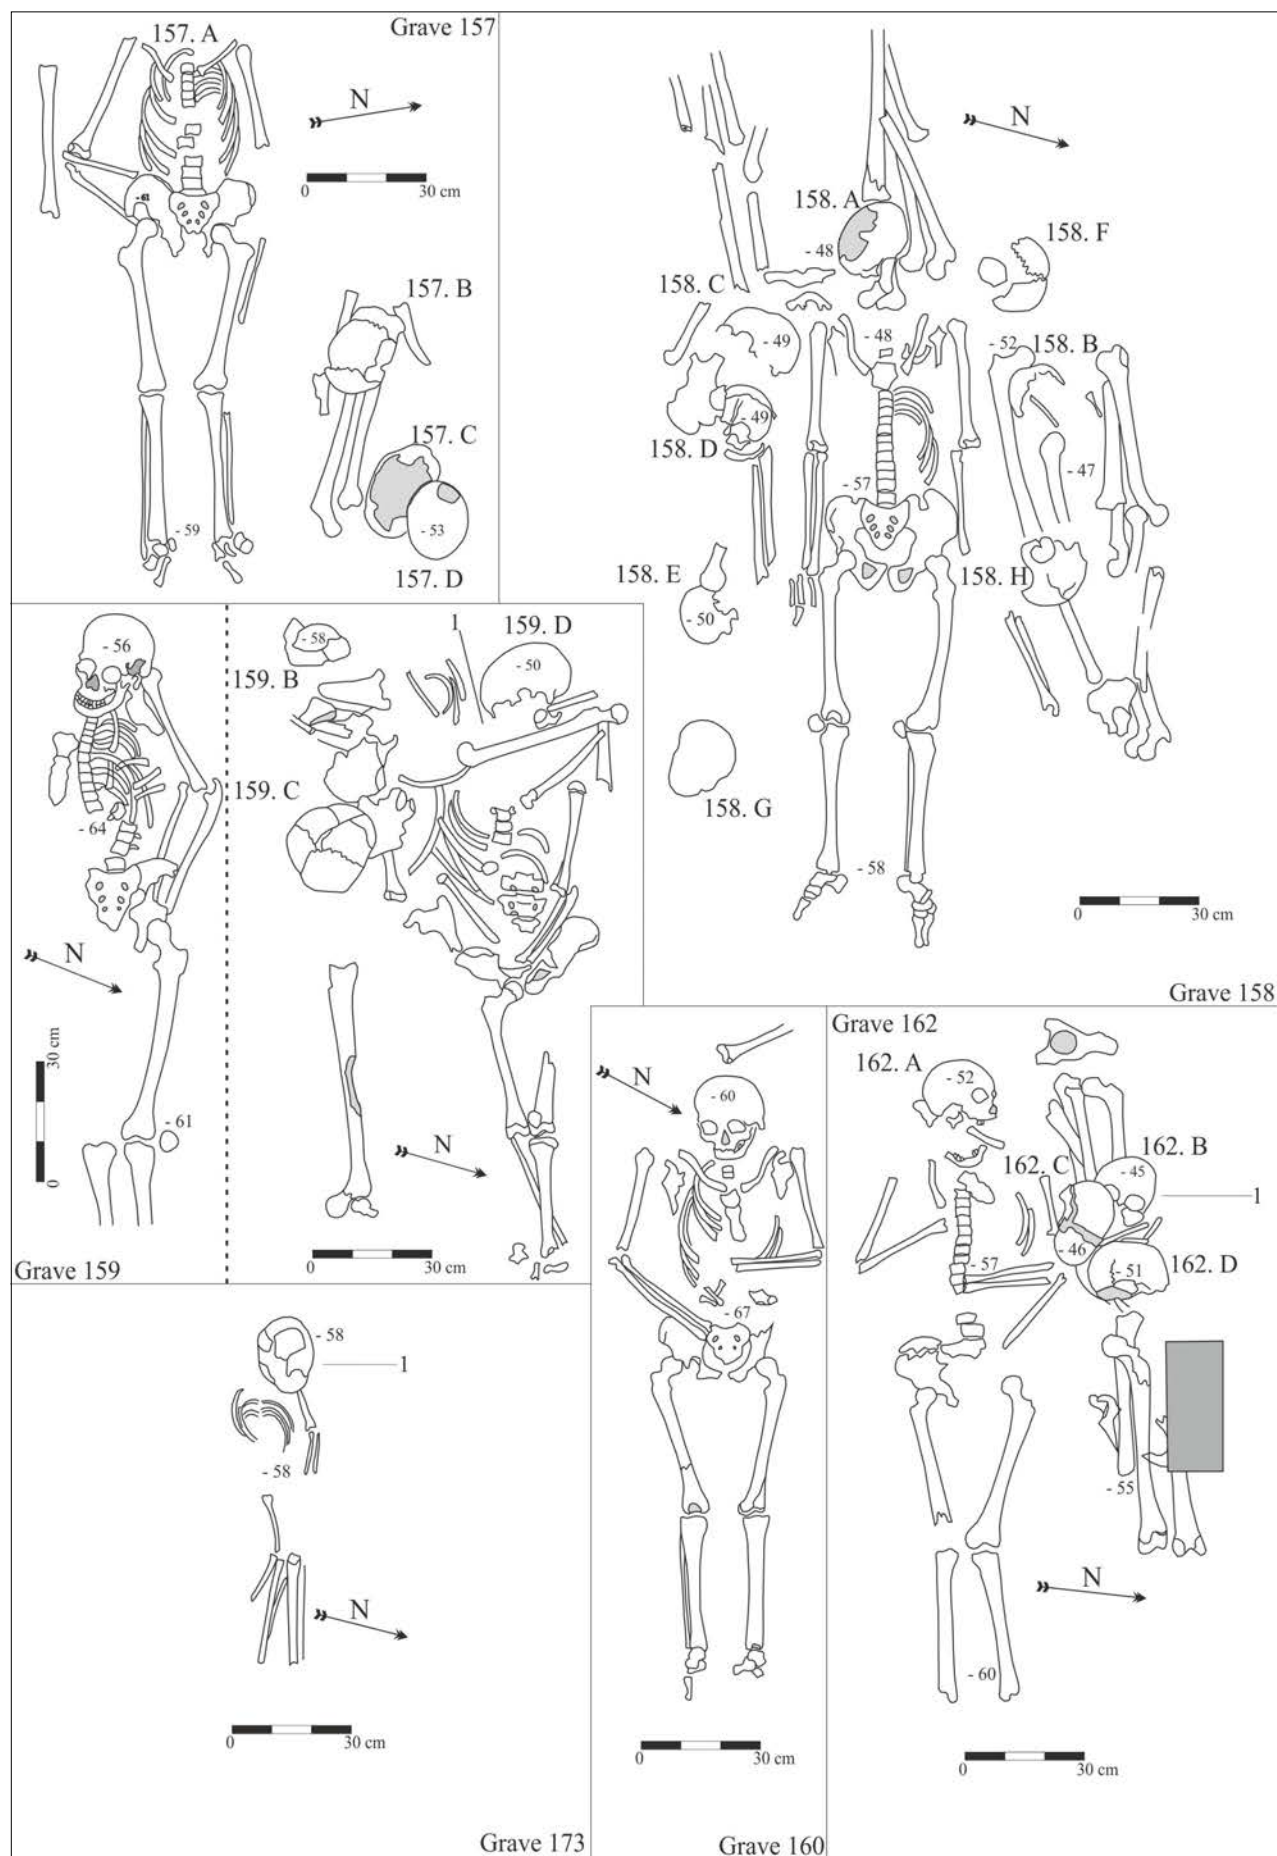 157. A
Grave 157
N
0 30 cm
- 61
157. B
157. C
- 59
- 53
157. D
N
158. A
158. F
- 48
158. C
- 49
- 48
- 52
158. B
- 49
158. D
- 47
- 57
158. E
158. H
- 50
158. G
- 58
0 30 cm
Grave 158
- 56
1
159. D
- 58
- 50
159. B
159. C
- 64
N
30 cm
0
- 61
N
0 30 cm
Grave 159
N
- 60
- 67
0 30 cm
Grave 160
Grave 162
162. A
- 52
162. C
162. B
- 45
1
- 46
- 57
- 51
162. D
- 55
N
- 60
0 30 cm
- 58
1
- 58
N
0 30 cm
Grave 173